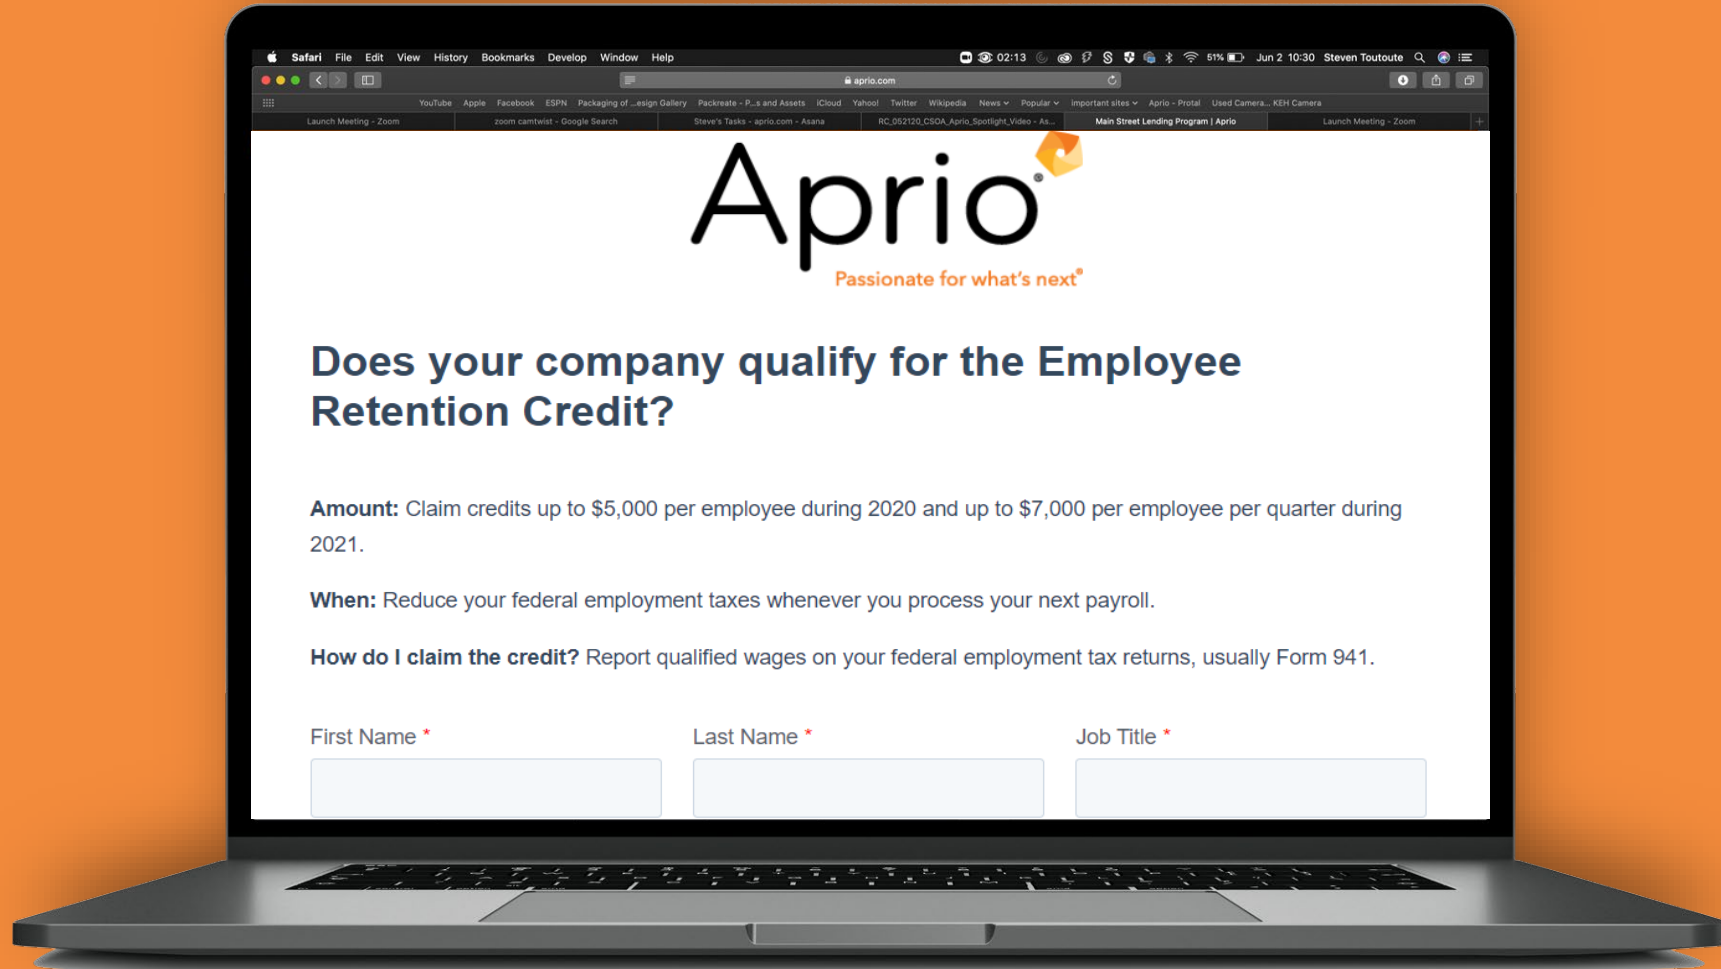 Safari File Edit View History Bookmarks Develop Window Help 02:13 51% Jun 2 10:30 Steven Toutoute
aprio.com
YouTube Apple Facebook ESPN Packaging of ...esign Gallery Packreate - P...s and Assets iCloud Yahoo! Twitter Wikipedia News Popular important sites Aprio - Protal Used Camera... KEH Camera
Launch Meeting - Zoom zoom camtwist - Google Search Steve's Tasks - aprio.com - Asana RC_052120_CSOA_Aprio_Spotlight_Video - As... Main Street Lending Program | Aprio Launch Meeting - Zoom
Aprio®
Passionate for what's next®
Does your company qualify for the Employee
Retention Credit?
Amount: Claim credits up to $5,000 per employee during 2020 and up to $7,000 per employee per quarter during
2021.
When: Reduce your federal employment taxes whenever you process your next payroll.
How do I claim the credit? Report qualified wages on your federal employment tax returns, usually Form 941.
First Name * Last Name * Job Title *